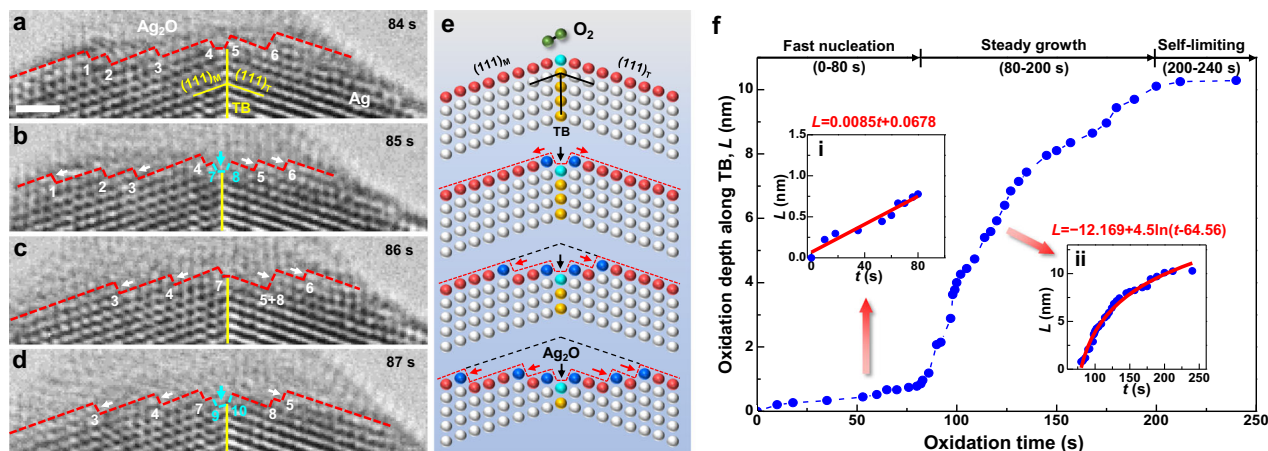 a
Ag₂O
84 s
1
2
3
4
5
6
(111)M
(111)T
TB
Ag
b
85 s
1
2
3
4
7
8
5
6
c
86 s
3
4
7
5+8
6
d
87 s
3
4
7
9
10
8
5
e
O₂
(111)M
(111)T
TB
Ag₂O
f
Fast nucleation
Steady growth
Self-limiting
(0-80 s)
(80-200 s)
(200-240 s)
Oxidation depth along TB, L (nm)
10
8
6
4
2
0
0
50
100
150
200
250
Oxidation time (s)
L=0.0085t+0.0678
i
L (nm)
1.5
1.0
0.5
0.0
0
40
80
t (s)
L=−12.169+4.5ln(t-64.56)
ii
L (nm)
10
5
0
100
150
200
250
t (s)